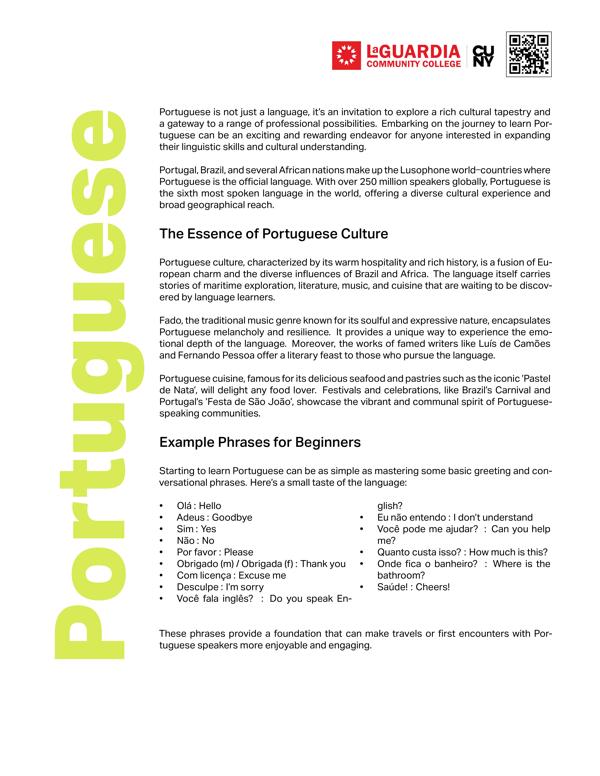 LAGUARDIA
COMMUNITY COLLEGE
CU
NY
Portuguese
Portuguese is not just a language, it's an invitation to explore a rich cultural tapestry and
a gateway to a range of professional possibilities. Embarking on the journey to learn Por-
tuguese can be an exciting and rewarding endeavor for anyone interested in expanding
their linguistic skills and cultural understanding.
Portugal, Brazil, and several African nations make up the Lusophone world–countries where
Portuguese is the official language. With over 250 million speakers globally, Portuguese is
the sixth most spoken language in the world, offering a diverse cultural experience and
broad geographical reach.
The Essence of Portuguese Culture
Portuguese culture, characterized by its warm hospitality and rich history, is a fusion of Eu-
ropean charm and the diverse influences of Brazil and Africa. The language itself carries
stories of maritime exploration, literature, music, and cuisine that are waiting to be discov-
ered by language learners.
Fado, the traditional music genre known for its soulful and expressive nature, encapsulates
Portuguese melancholy and resilience. It provides a unique way to experience the emo-
tional depth of the language. Moreover, the works of famed writers like Luís de Camões
and Fernando Pessoa offer a literary feast to those who pursue the language.
Portuguese cuisine, famous for its delicious seafood and pastries such as the iconic 'Pastel
de Nata', will delight any food lover. Festivals and celebrations, like Brazil's Carnival and
Portugal's 'Festa de São João', showcase the vibrant and communal spirit of Portuguese-
speaking communities.
Example Phrases for Beginners
Starting to learn Portuguese can be as simple as mastering some basic greeting and con-
versational phrases. Here's a small taste of the language:
• Olá : Hello
• Adeus : Goodbye
• Sim : Yes
• Não : No
• Por favor : Please
• Obrigado (m) / Obrigada (f) : Thank you
• Com licença : Excuse me
• Desculpe : I'm sorry
• Você fala inglês? : Do you speak En-
glish?
• Eu não entendo : I don't understand
• Você pode me ajudar? : Can you help
me?
• Quanto custa isso? : How much is this?
• Onde fica o banheiro? : Where is the
bathroom?
• Saúde! : Cheers!
These phrases provide a foundation that can make travels or first encounters with Por-
tuguese speakers more enjoyable and engaging.